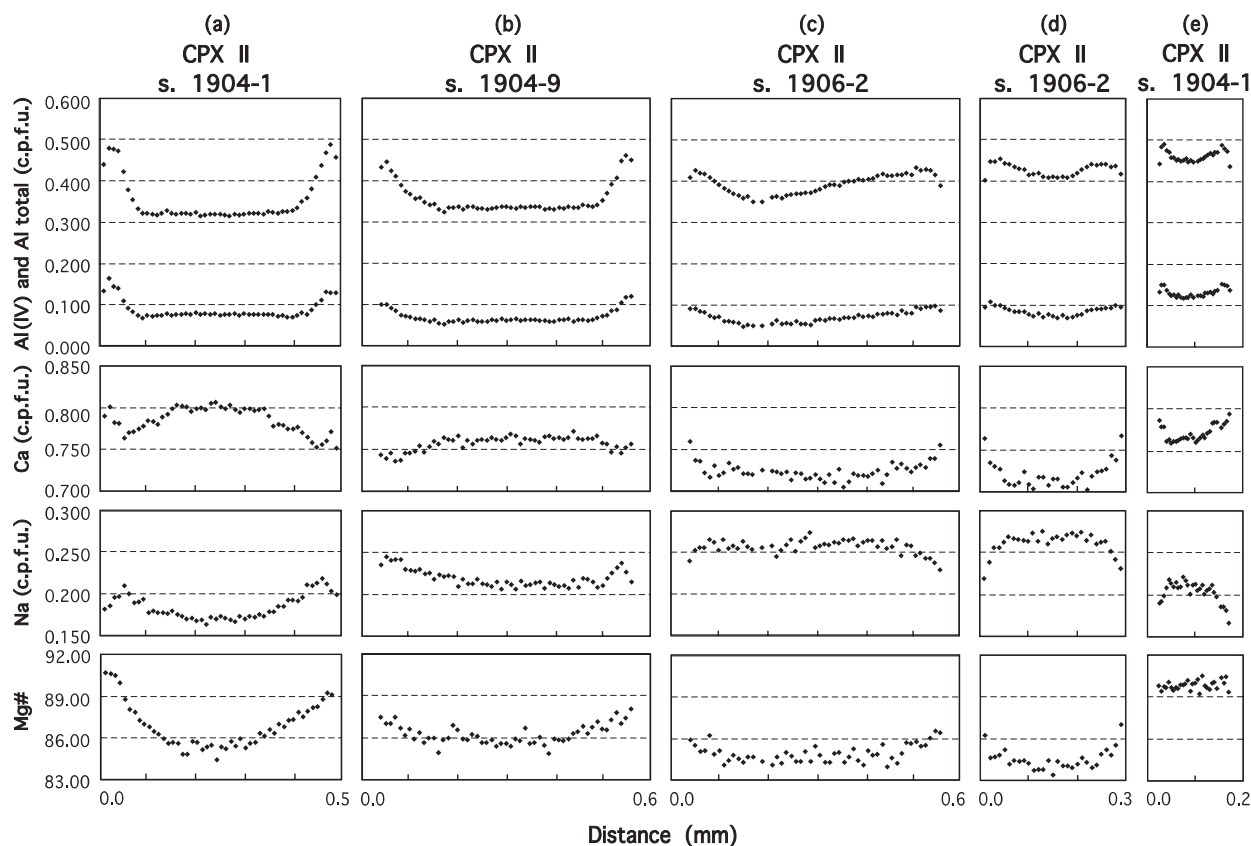 (a) (b) (c) (d) (e)
CPX II CPX II CPX II CPX II CPX II
s. 1904-1 s. 1904-9 s. 1906-2 s. 1906-2 s. 1904-1
Al(IV) and Al total (c.p.f.u.)
0.600
0.500
0.400
0.300
0.200
0.100
0.000
Ca (c.p.f.u.)
0.850
0.800
0.750
0.700
Na (c.p.f.u.)
0.300
0.250
0.200
0.150
Mg#
92.00
89.00
86.00
83.00
0.0 0.5 0.0 0.6 0.0 0.6 0.0 0.3 0.0 0.2
Distance (mm)